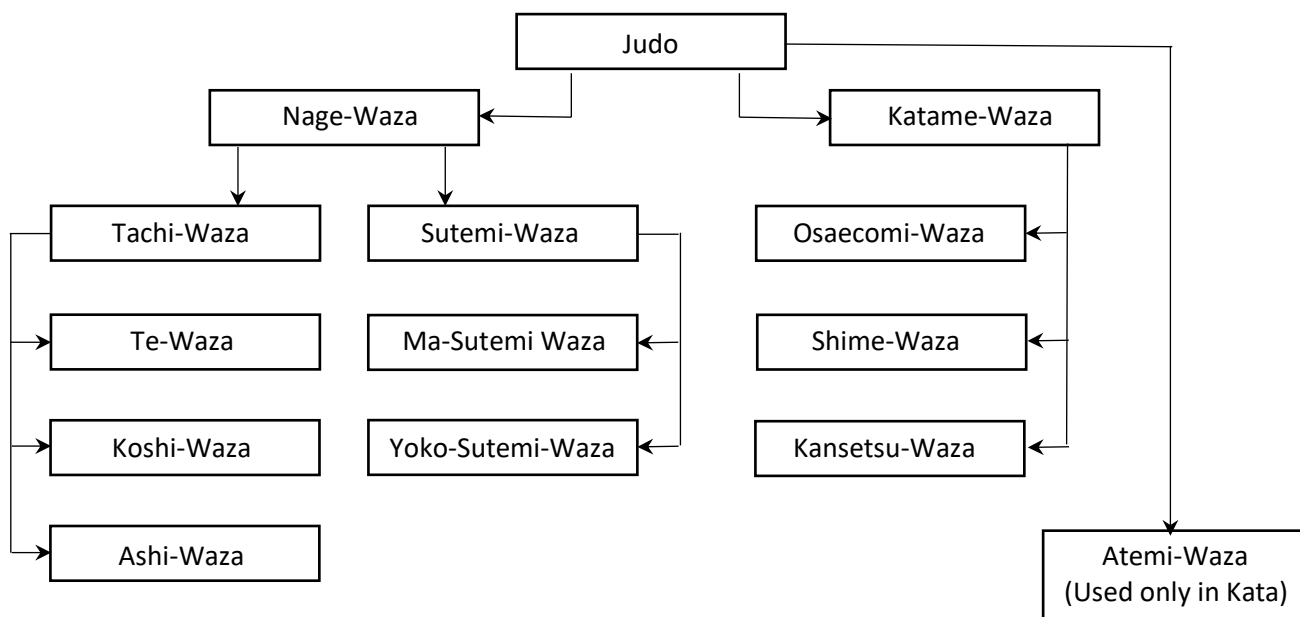 Judo
Nage-Waza
Katame-Waza
Tachi-Waza
Sutemi-Waza
Osaecomi-Waza
Te-Waza
Ma-Sutemi Waza
Shime-Waza
Koshi-Waza
Yoko-Sutemi-Waza
Kansetsu-Waza
Ashi-Waza
Atemi-Waza
(Used only in Kata)